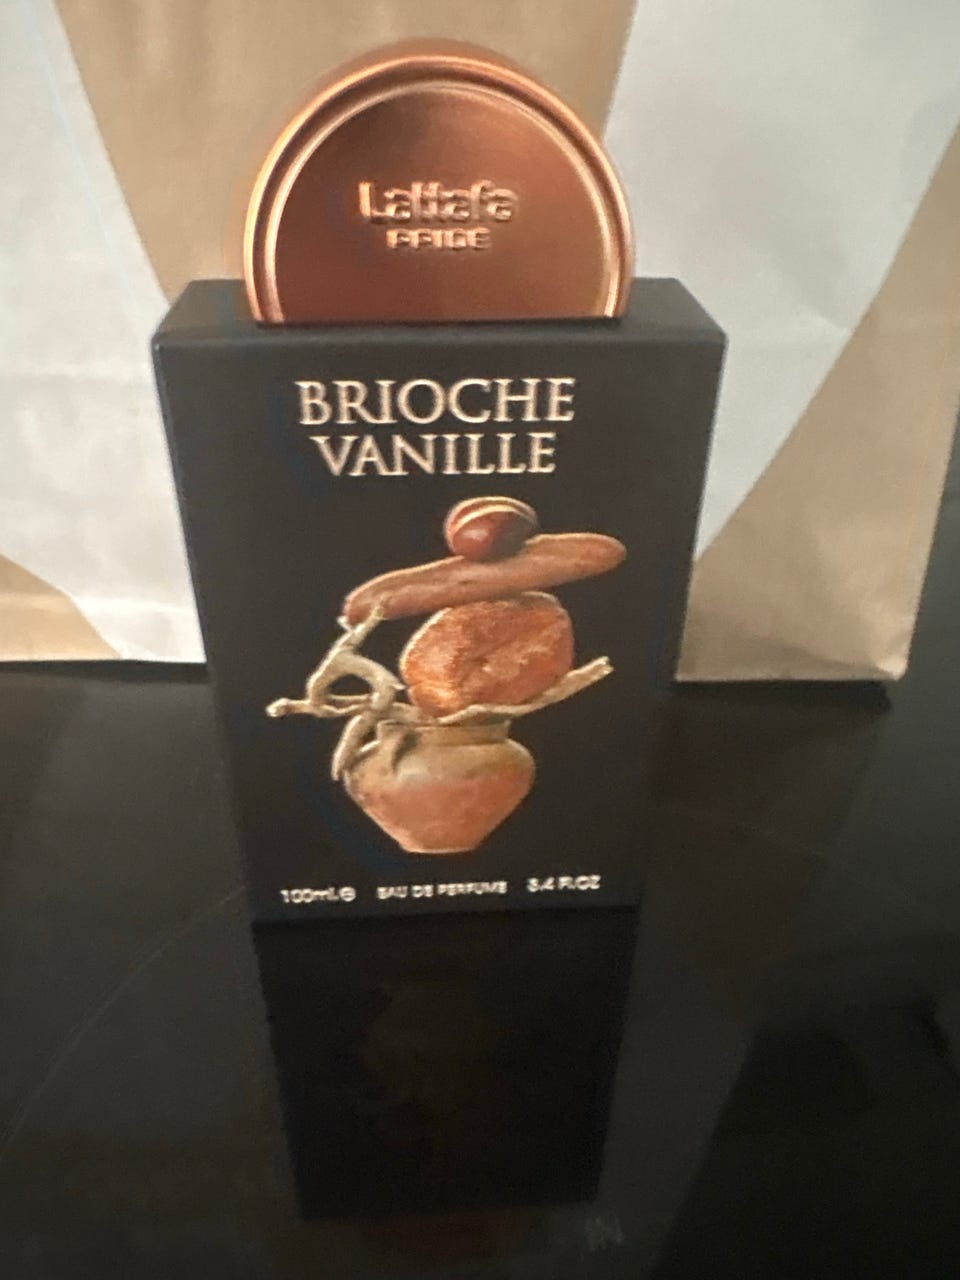 Lattafa
PRIDE
BRIOCHE
VANILLE
100ml.℮ EAU DE PERFUME 3.4 Fl.OZ